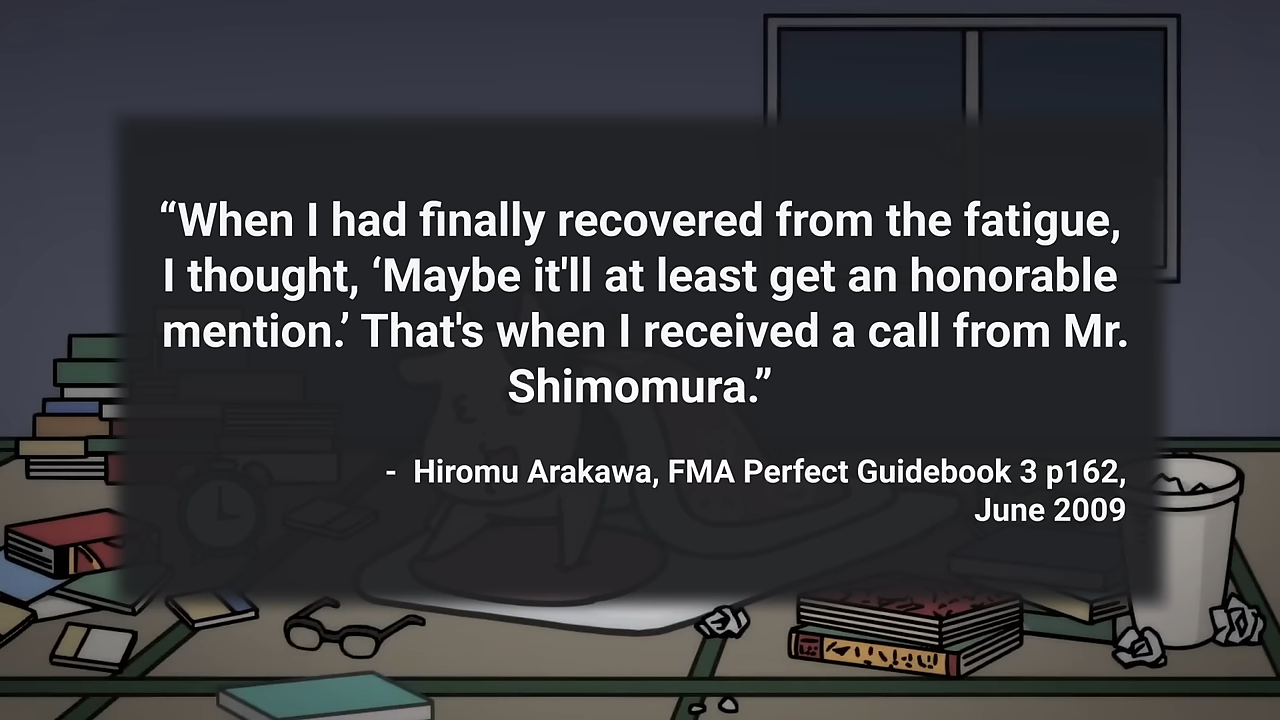 “When I had finally recovered from the fatigue,
I thought, ‘Maybe it'll at least get an honorable
mention.’ That's when I received a call from Mr.
Shimomura.”
- Hiromu Arakawa, FMA Perfect Guidebook 3 p162,
June 2009